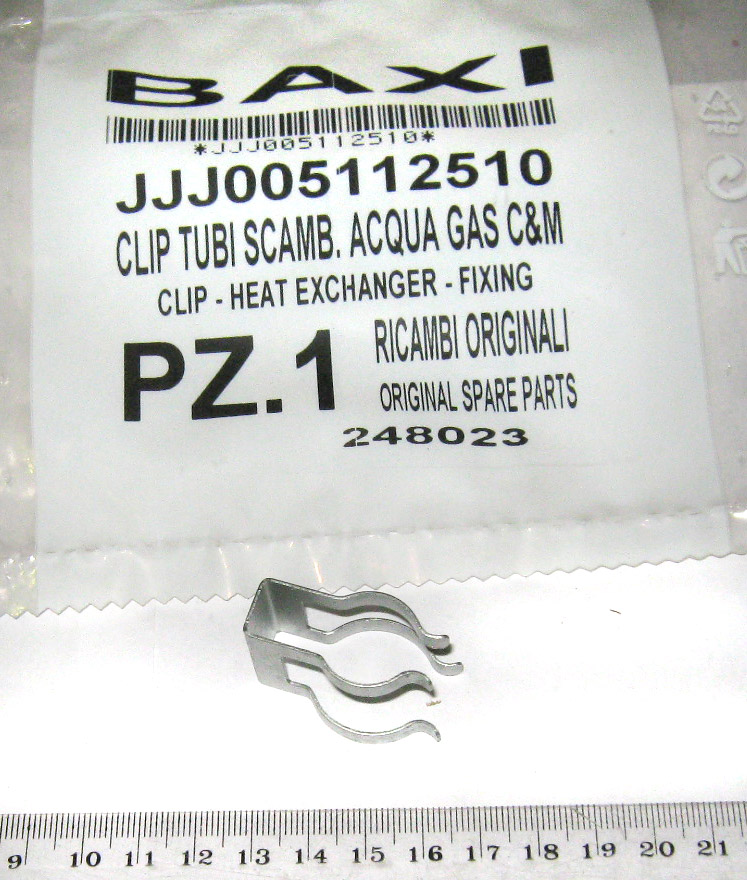 BAXI
*JJJ005112510*
JJJ005112510
CLIP TUBI SCAMB. ACQUA GAS C&M
CLIP - HEAT EXCHANGER - FIXING
PZ.1
RICAMBI ORIGINALI
ORIGINAL SPARE PARTS
248023
9 10 11 12 13 14 15 16 17 18 19 20 21